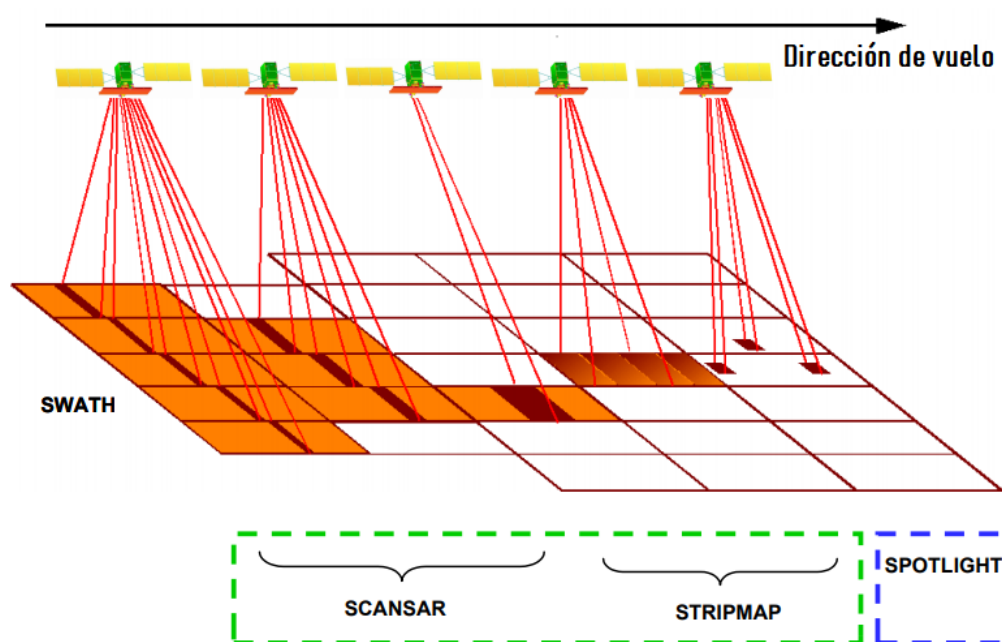 Dirección de vuelo
SWATH
SPOTLIGHT
SCANSAR
STRIPMAP